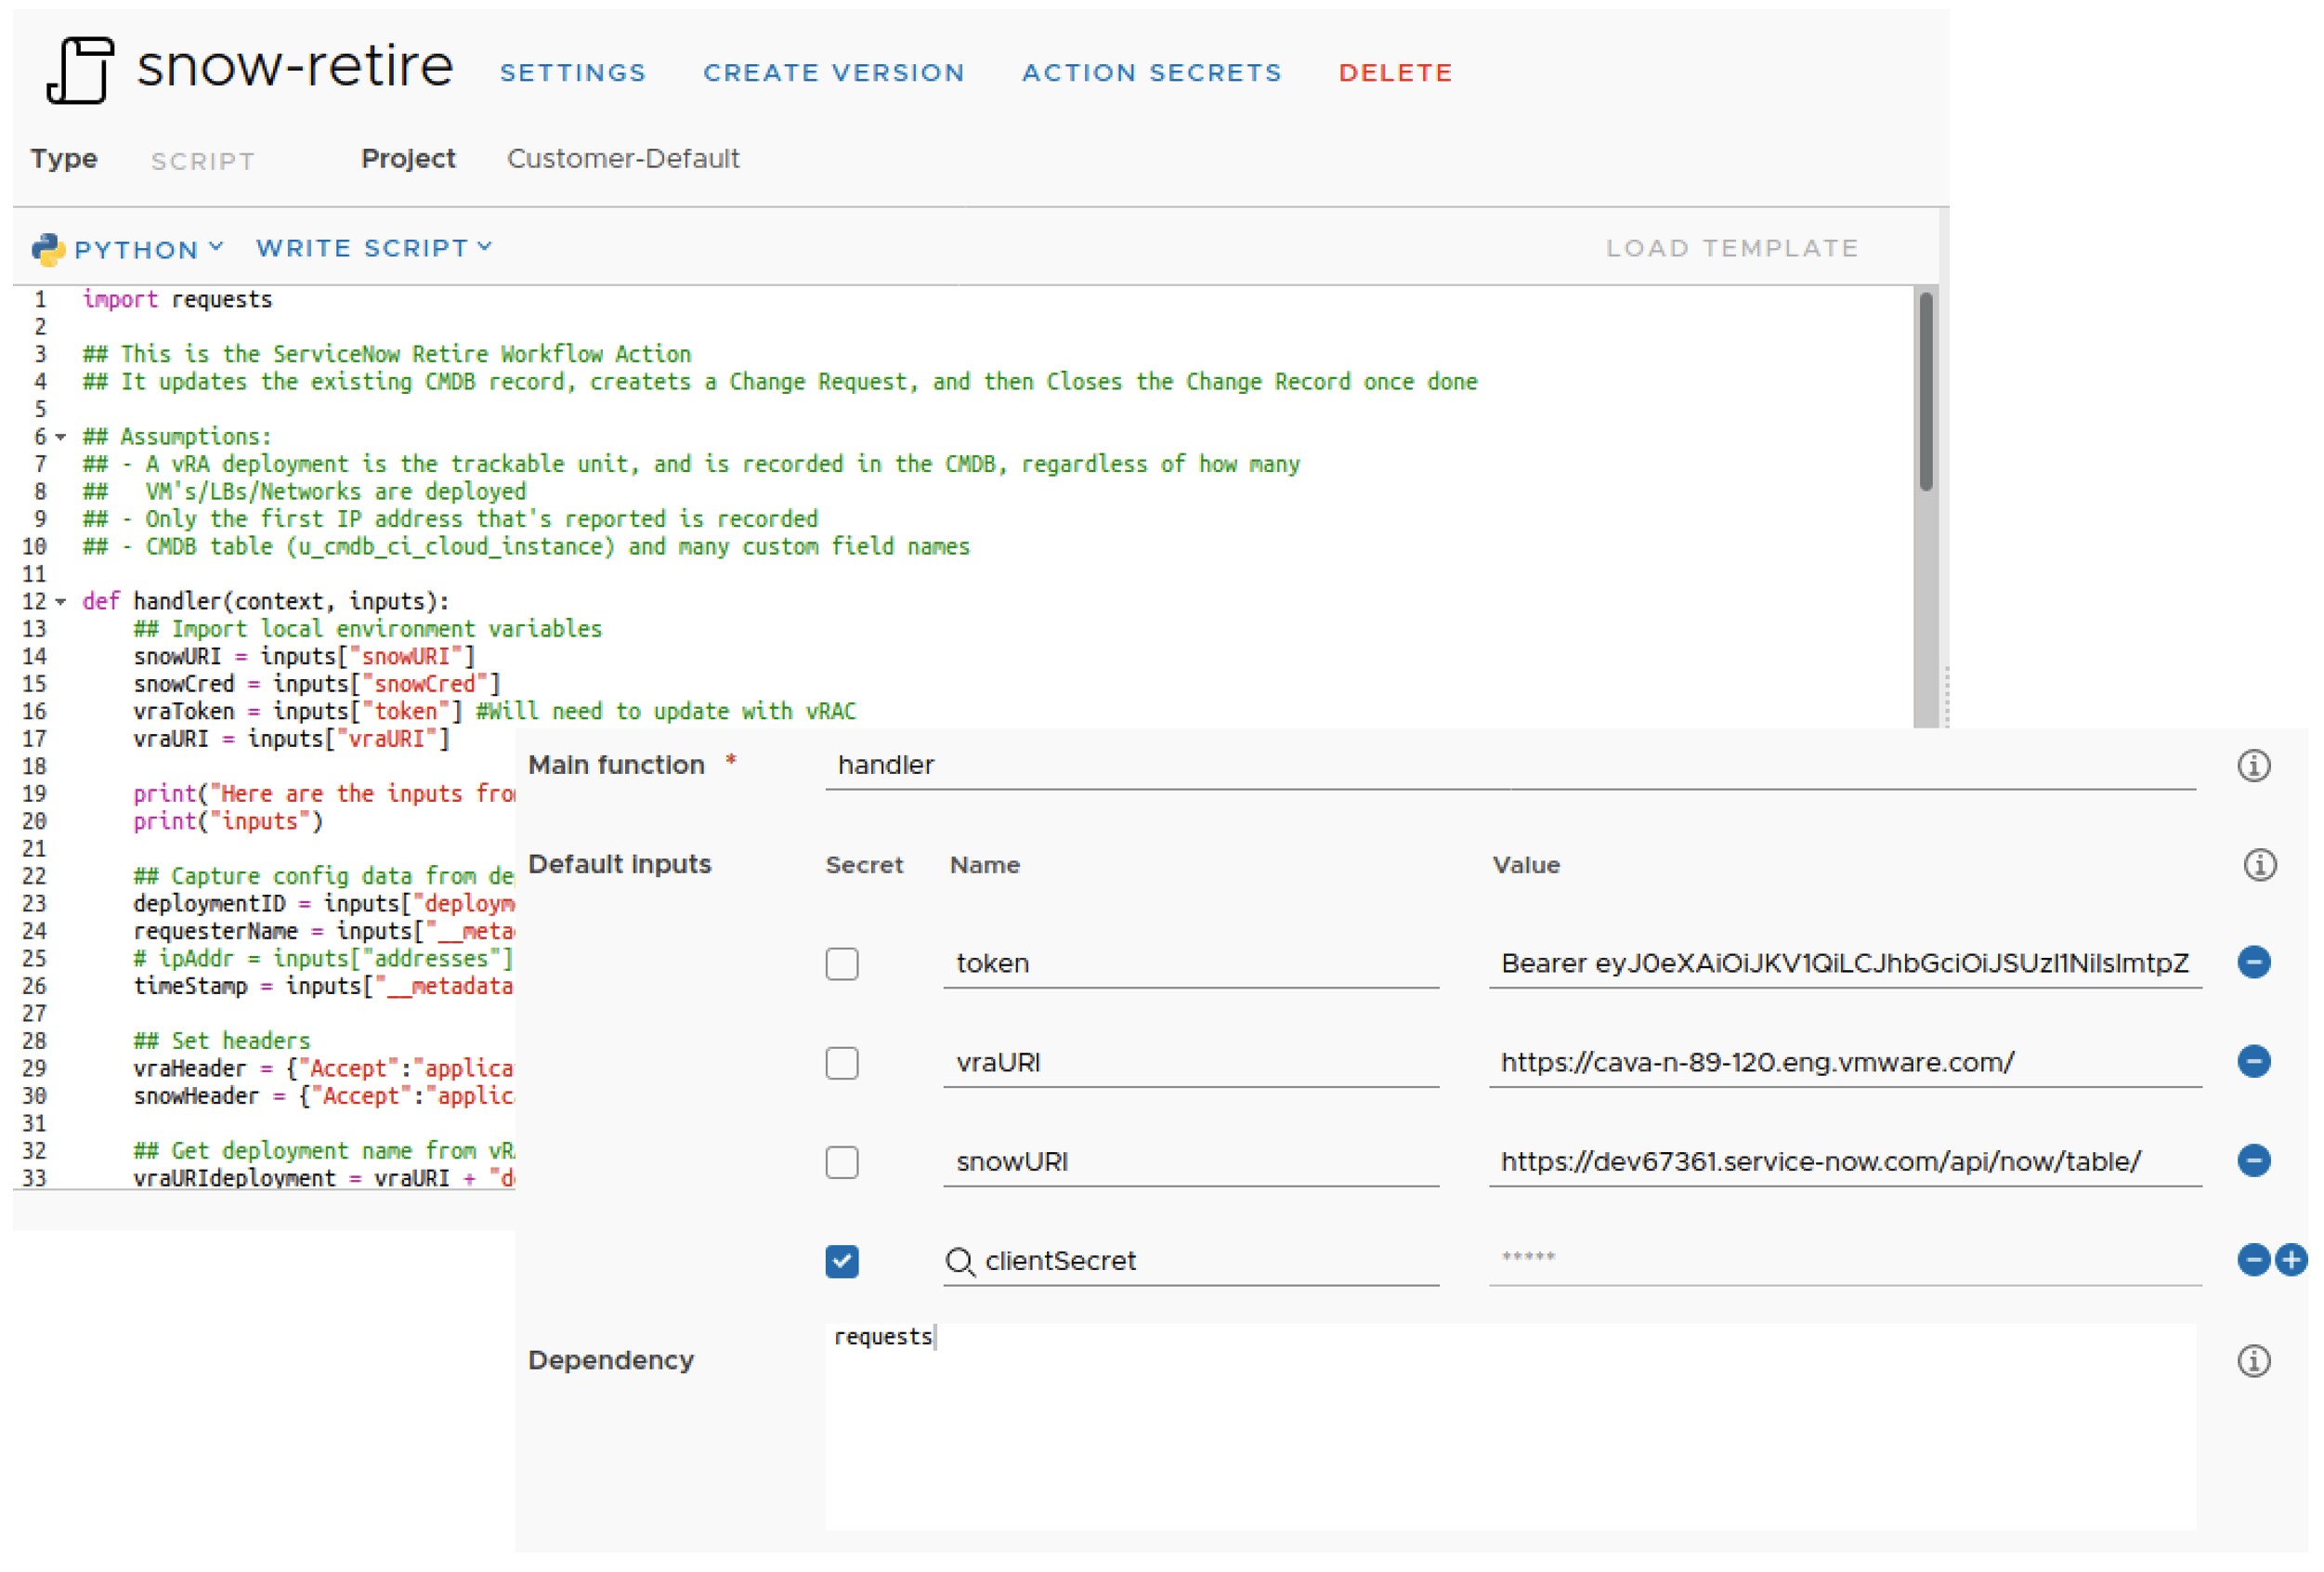 snow-retire SETTINGS CREATE VERSION ACTION SECRETS DELETE
Type SCRIPT Project Customer-Default
PYTHON WRITE SCRIPT LOAD TEMPLATE
1 import requests
2
3 ## This is the ServiceNow Retire Workflow Action
4 ## It updates the existing CMDB record, createts a Change Request, and then Closes the Change Record once done
5
6 ## Assumptions:
7 ## - A vRA deployment is the trackable unit, and is recorded in the CMDB, regardless of how many
8 ##   VM's/LBs/Networks are deployed
9 ## - Only the first IP address that's reported is recorded
10 ## - CMDB table (u_cmdb_ci_cloud_instance) and many custom field names
11
12 def handler(context, inputs):
13     ## Import local environment variables
14     snowURI = inputs["snowURI"]
15     snowCred = inputs["snowCred"]
16     vraToken = inputs["token"] #Will need to update with vRAC
17     vraURI = inputs["vraURI"]
18
19     print("Here are the inputs fro
20     print("inputs")
21
22     ## Capture config data from de
23     deploymentID = inputs["deploym
24     requesterName = inputs["__meta
25     # ipAddr = inputs["addresses"]
26     timeStamp = inputs["__metadata
27
28     ## Set headers
29     vraHeader = {"Accept":"applica
30     snowHeader = {"Accept":"applic
31
32     ## Get deployment name from vR
33     vraURIdeployment = vraURI + "d
Main function * handler
Default inputs Secret Name Value
token Bearer eyJ0eXAiOiJKV1QiLCJhbGciOiJSUzI1NiIsImtpZ
vraURI https://cava-n-89-120.eng.vmware.com/
snowURI https://dev67361.service-now.com/api/now/table/
clientSecret *****
Dependency requests